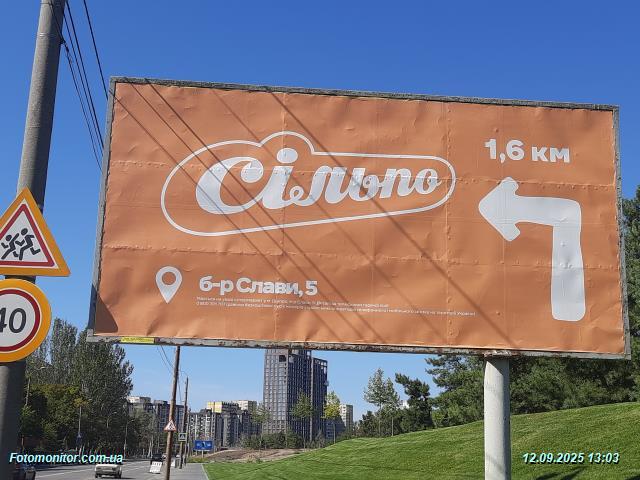 Сільпо
1,6 км
б-р Слави, 5
40
Fotomonitor.com.ua
12.09.2025 13:03